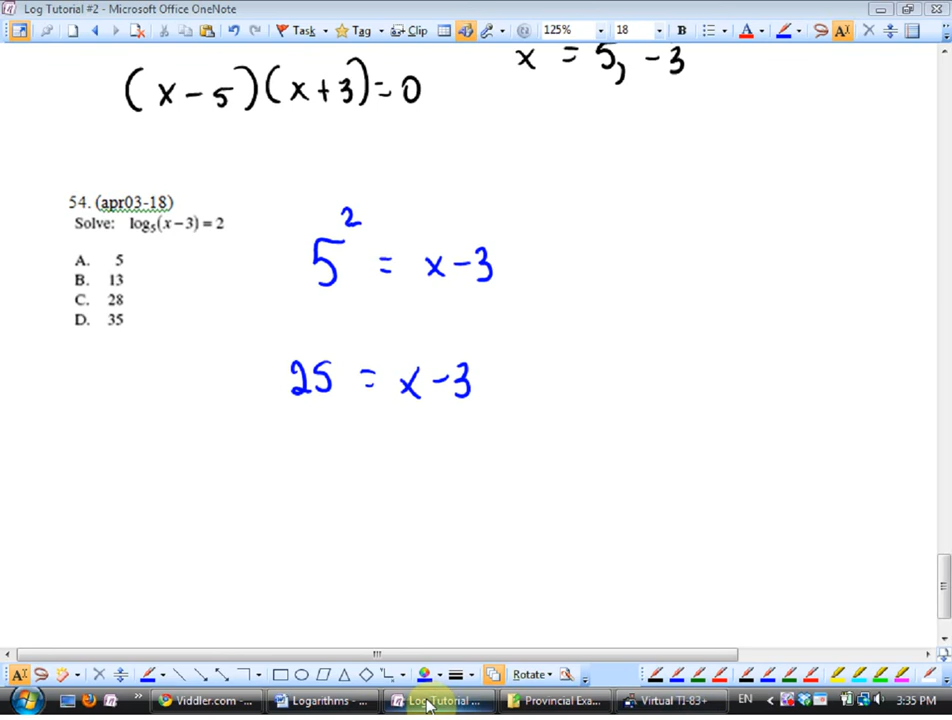 Log Tutorial #2 - Microsoft Office OneNote
Task Tag Clip 125% 18 B A A
x = 5, -3
(x-5)(x+3)=0
54. (apr03-18)
Solve: log₅(x-3) = 2
5² = x-3
A. 5
B. 13
C. 28
D. 35
25 = x-3
A Rotate
Viddler.com -... Logarithms - ... Log Tutorial ... Provincial Exa... Virtual TI-83+ EN 3:35 PM